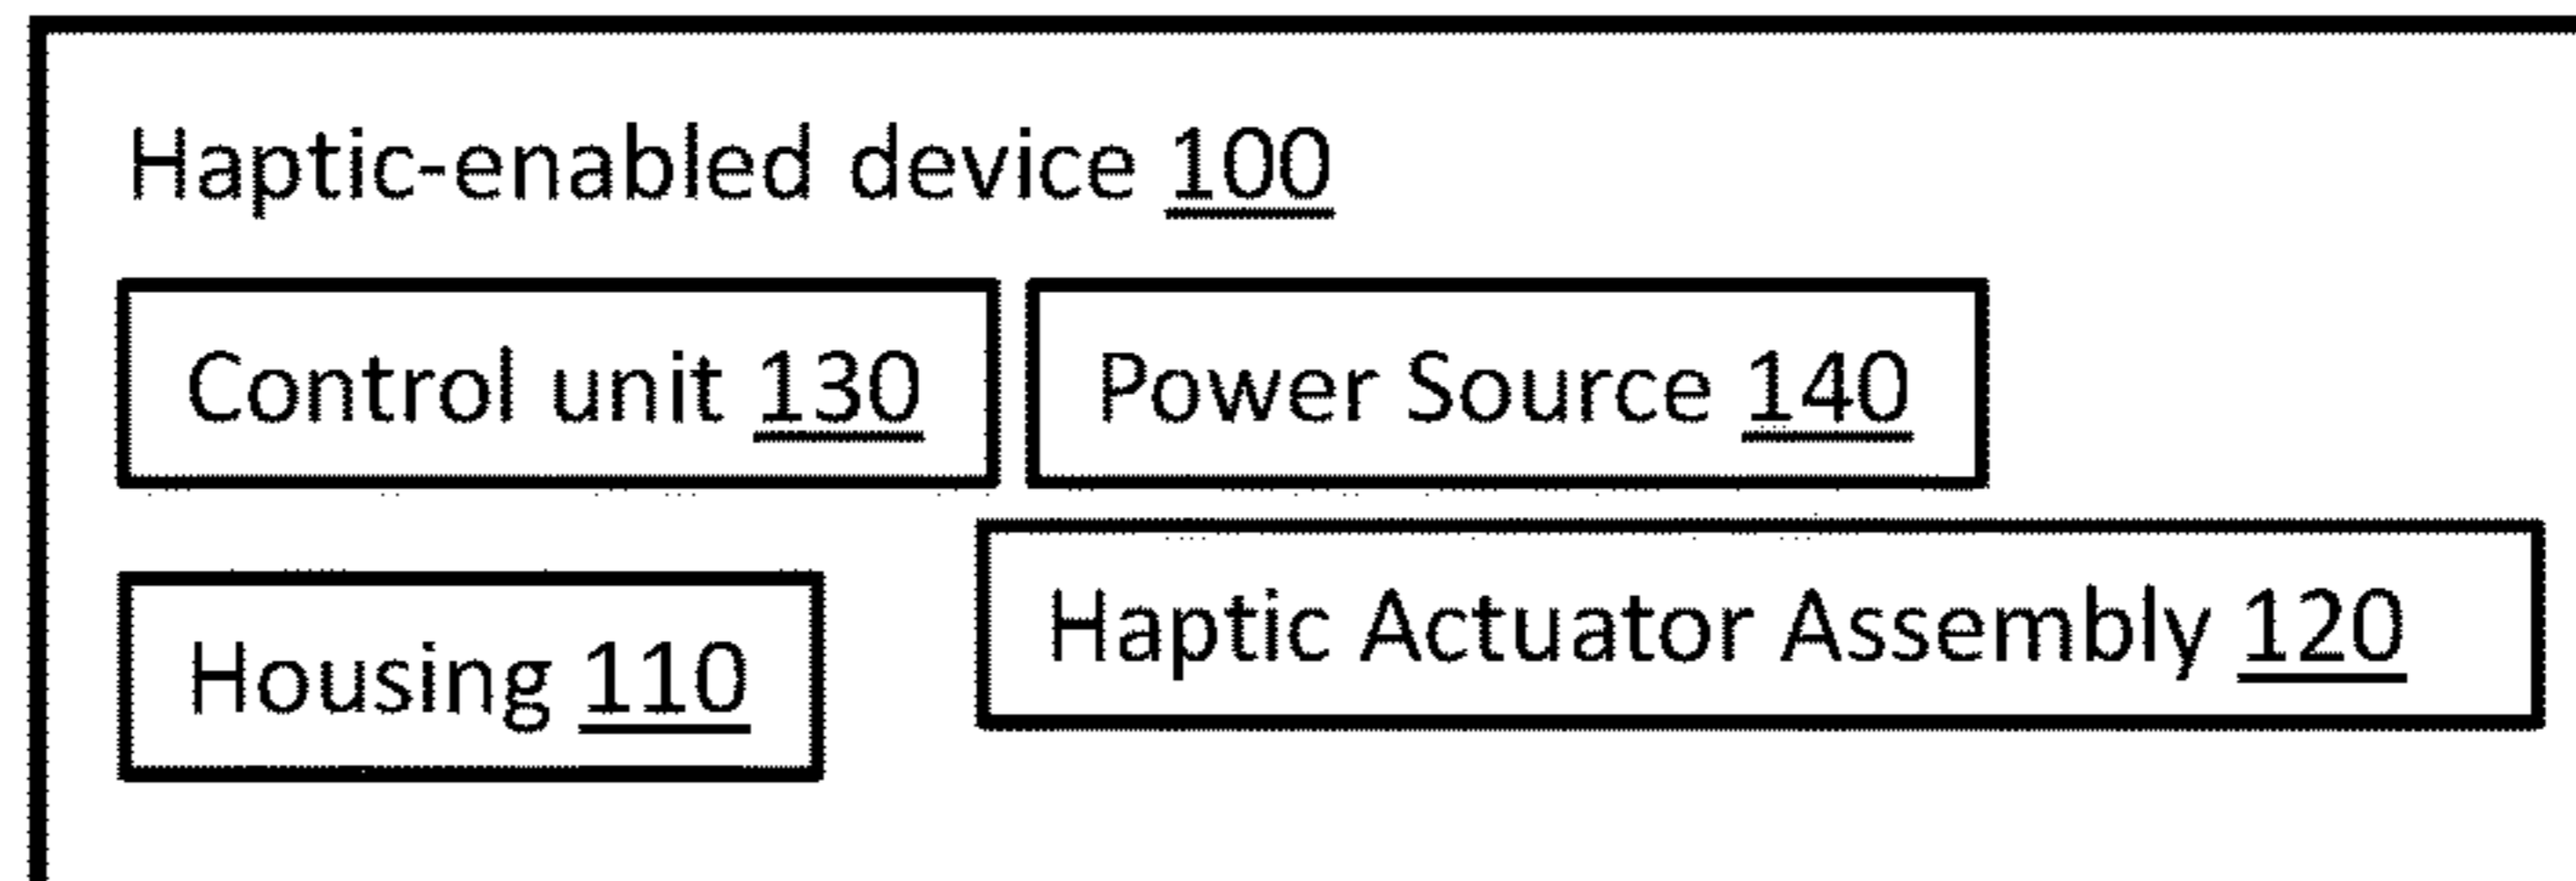 Haptic-enabled device 100
Control unit 130
Power Source 140
Housing 110
Haptic Actuator Assembly 120